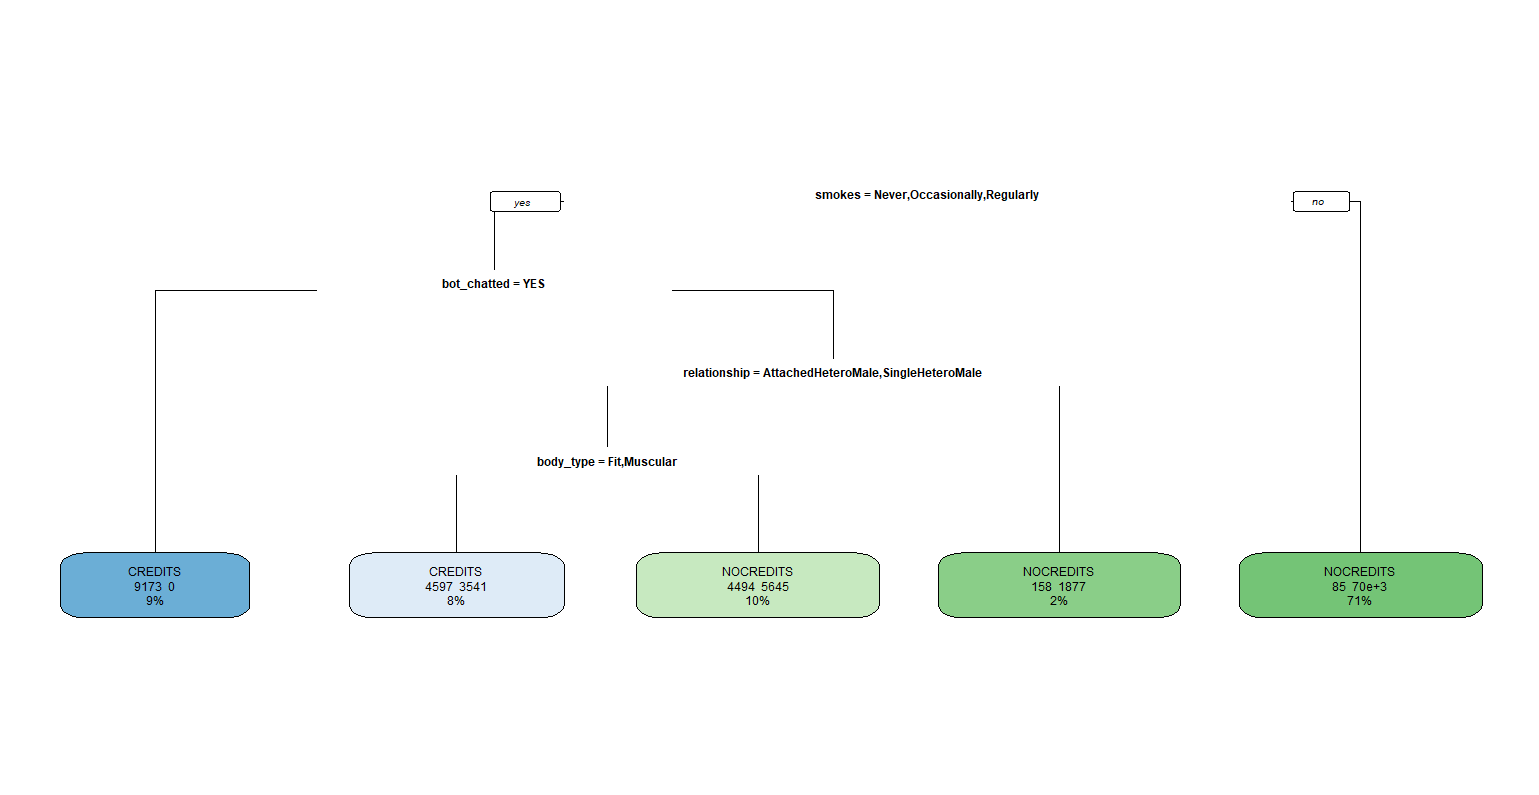 smokes = Never,Occasionally,Regularly
yes
no
bot_chatted = YES
relationship = AttachedHeteroMale,SingleHeteroMale
body_type = Fit,Muscular
CREDITS
9173 0
9%
CREDITS
4597 3541
8%
NOCREDITS
4494 5645
10%
NOCREDITS
158 1877
2%
NOCREDITS
85 70e+3
71%